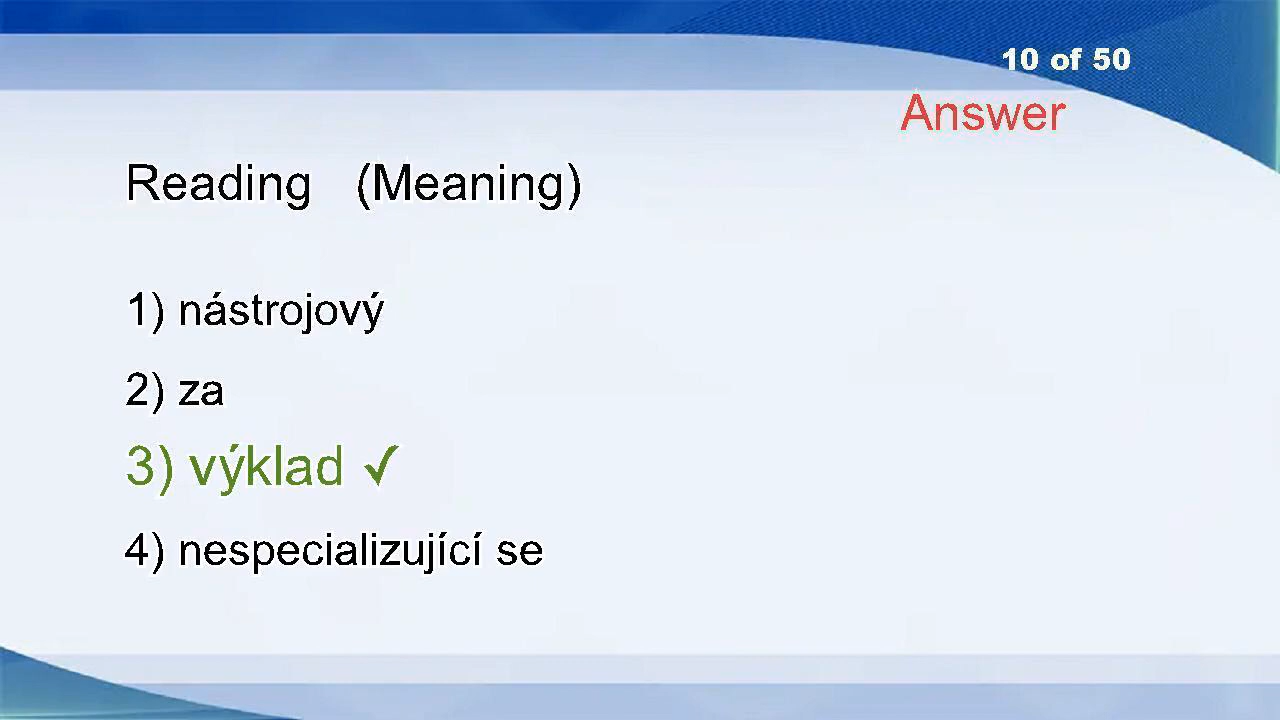 10 of 50
Answer
Reading (Meaning)
1) nástrojový
2) za
3) výklad ✓
4) nespecializující se